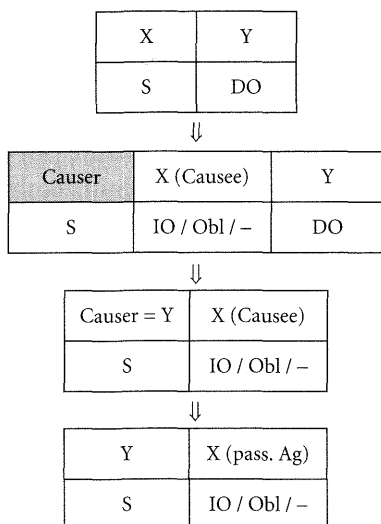 X Y
S DO
⇓
Causer X (Causee) Y
S IO / Obl / – DO
⇓
Causer = Y X (Causee)
S IO / Obl / –
⇓
Y X (pass. Ag)
S IO / Obl / –